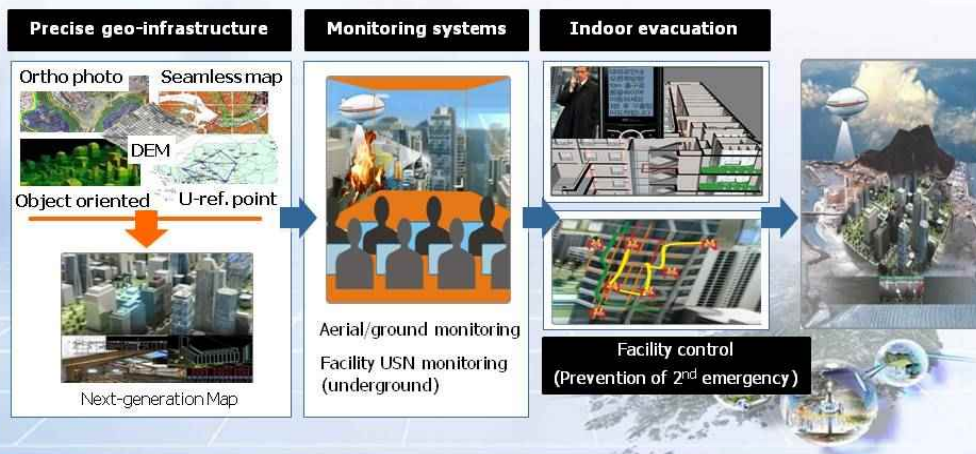 Precise geo-infrastructure
Monitoring systems
Indoor evacuation
Ortho photo
Seamless map
DEM
Object oriented
U-ref. point
Next-generation Map
Aerial/ground monitoring
Facility USN monitoring
(underground)
Facility control
(Prevention of 2nd emergency)